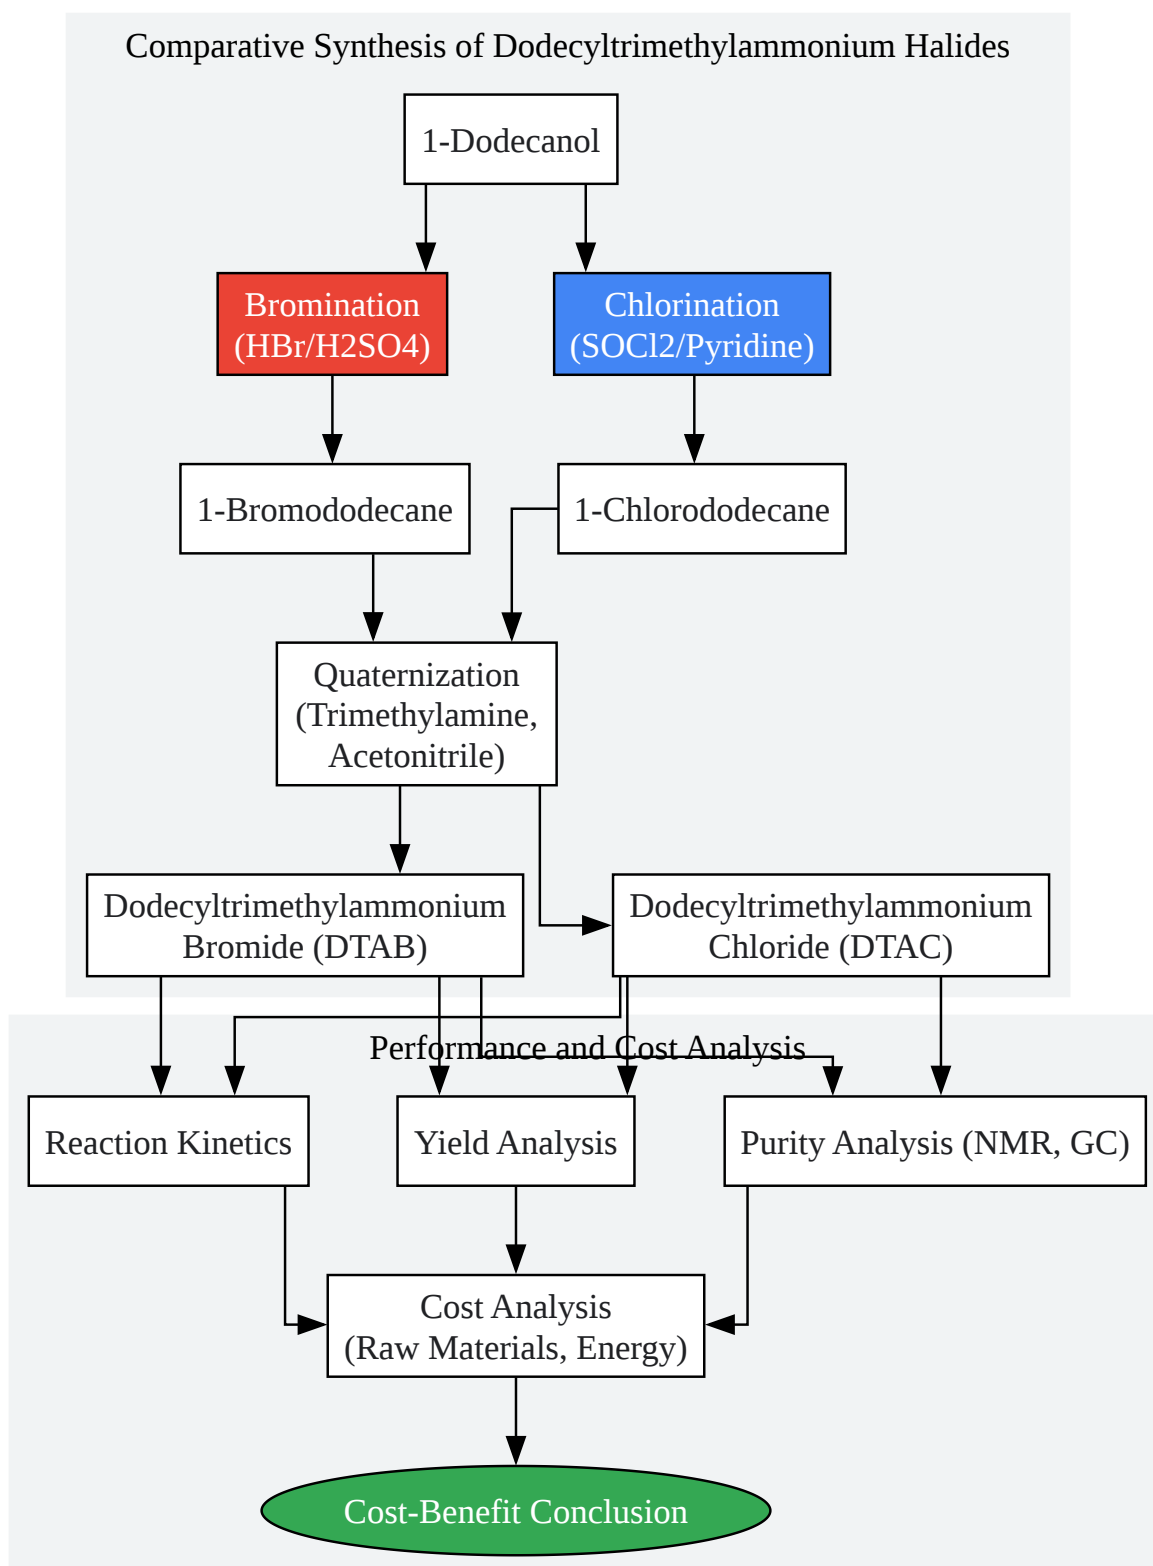 Comparative Synthesis of Dodecyltrimethylammonium Halides
1-Dodecanol
Bromination
(HBr/H2SO4)
Chlorination
(SOCl2/Pyridine)
1-Bromododecane
1-Chlorododecane
Quaternization
(Trimethylamine,
Acetonitrile)
Dodecyltrimethylammonium
Bromide (DTAB)
Dodecyltrimethylammonium
Chloride (DTAC)
Performance and Cost Analysis
Reaction Kinetics
Yield Analysis
Purity Analysis (NMR, GC)
Cost Analysis
(Raw Materials, Energy)
Cost-Benefit Conclusion